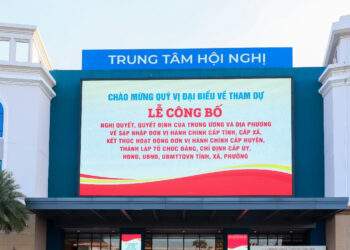 TRUNG TÂM HỘI NGHỊ
CHÀO MỪNG QUÝ VỊ ĐẠI BIỂU VỀ THAM DỰ
LỄ CÔNG BỐ
NGHỊ QUYẾT, QUYẾT ĐỊNH CỦA TRUNG ƯƠNG VÀ ĐỊA PHƯƠNG
VỀ SẠP NHẬP ĐƠN VỊ HÀNH CHÍNH CẤP TỈNH, CẤP XÃ,
KẾT THÚC HOẠT ĐỘNG ĐƠN VỊ HÀNH CHÍNH CẤP HUYỆN,
THÀNH LẬP TỔ CHỨC ĐẢNG, CHỈ ĐỊNH CẤP ỦY,
HĐND, UBND, UBMTTQVN TỈNH, XÃ, PHƯỜNG